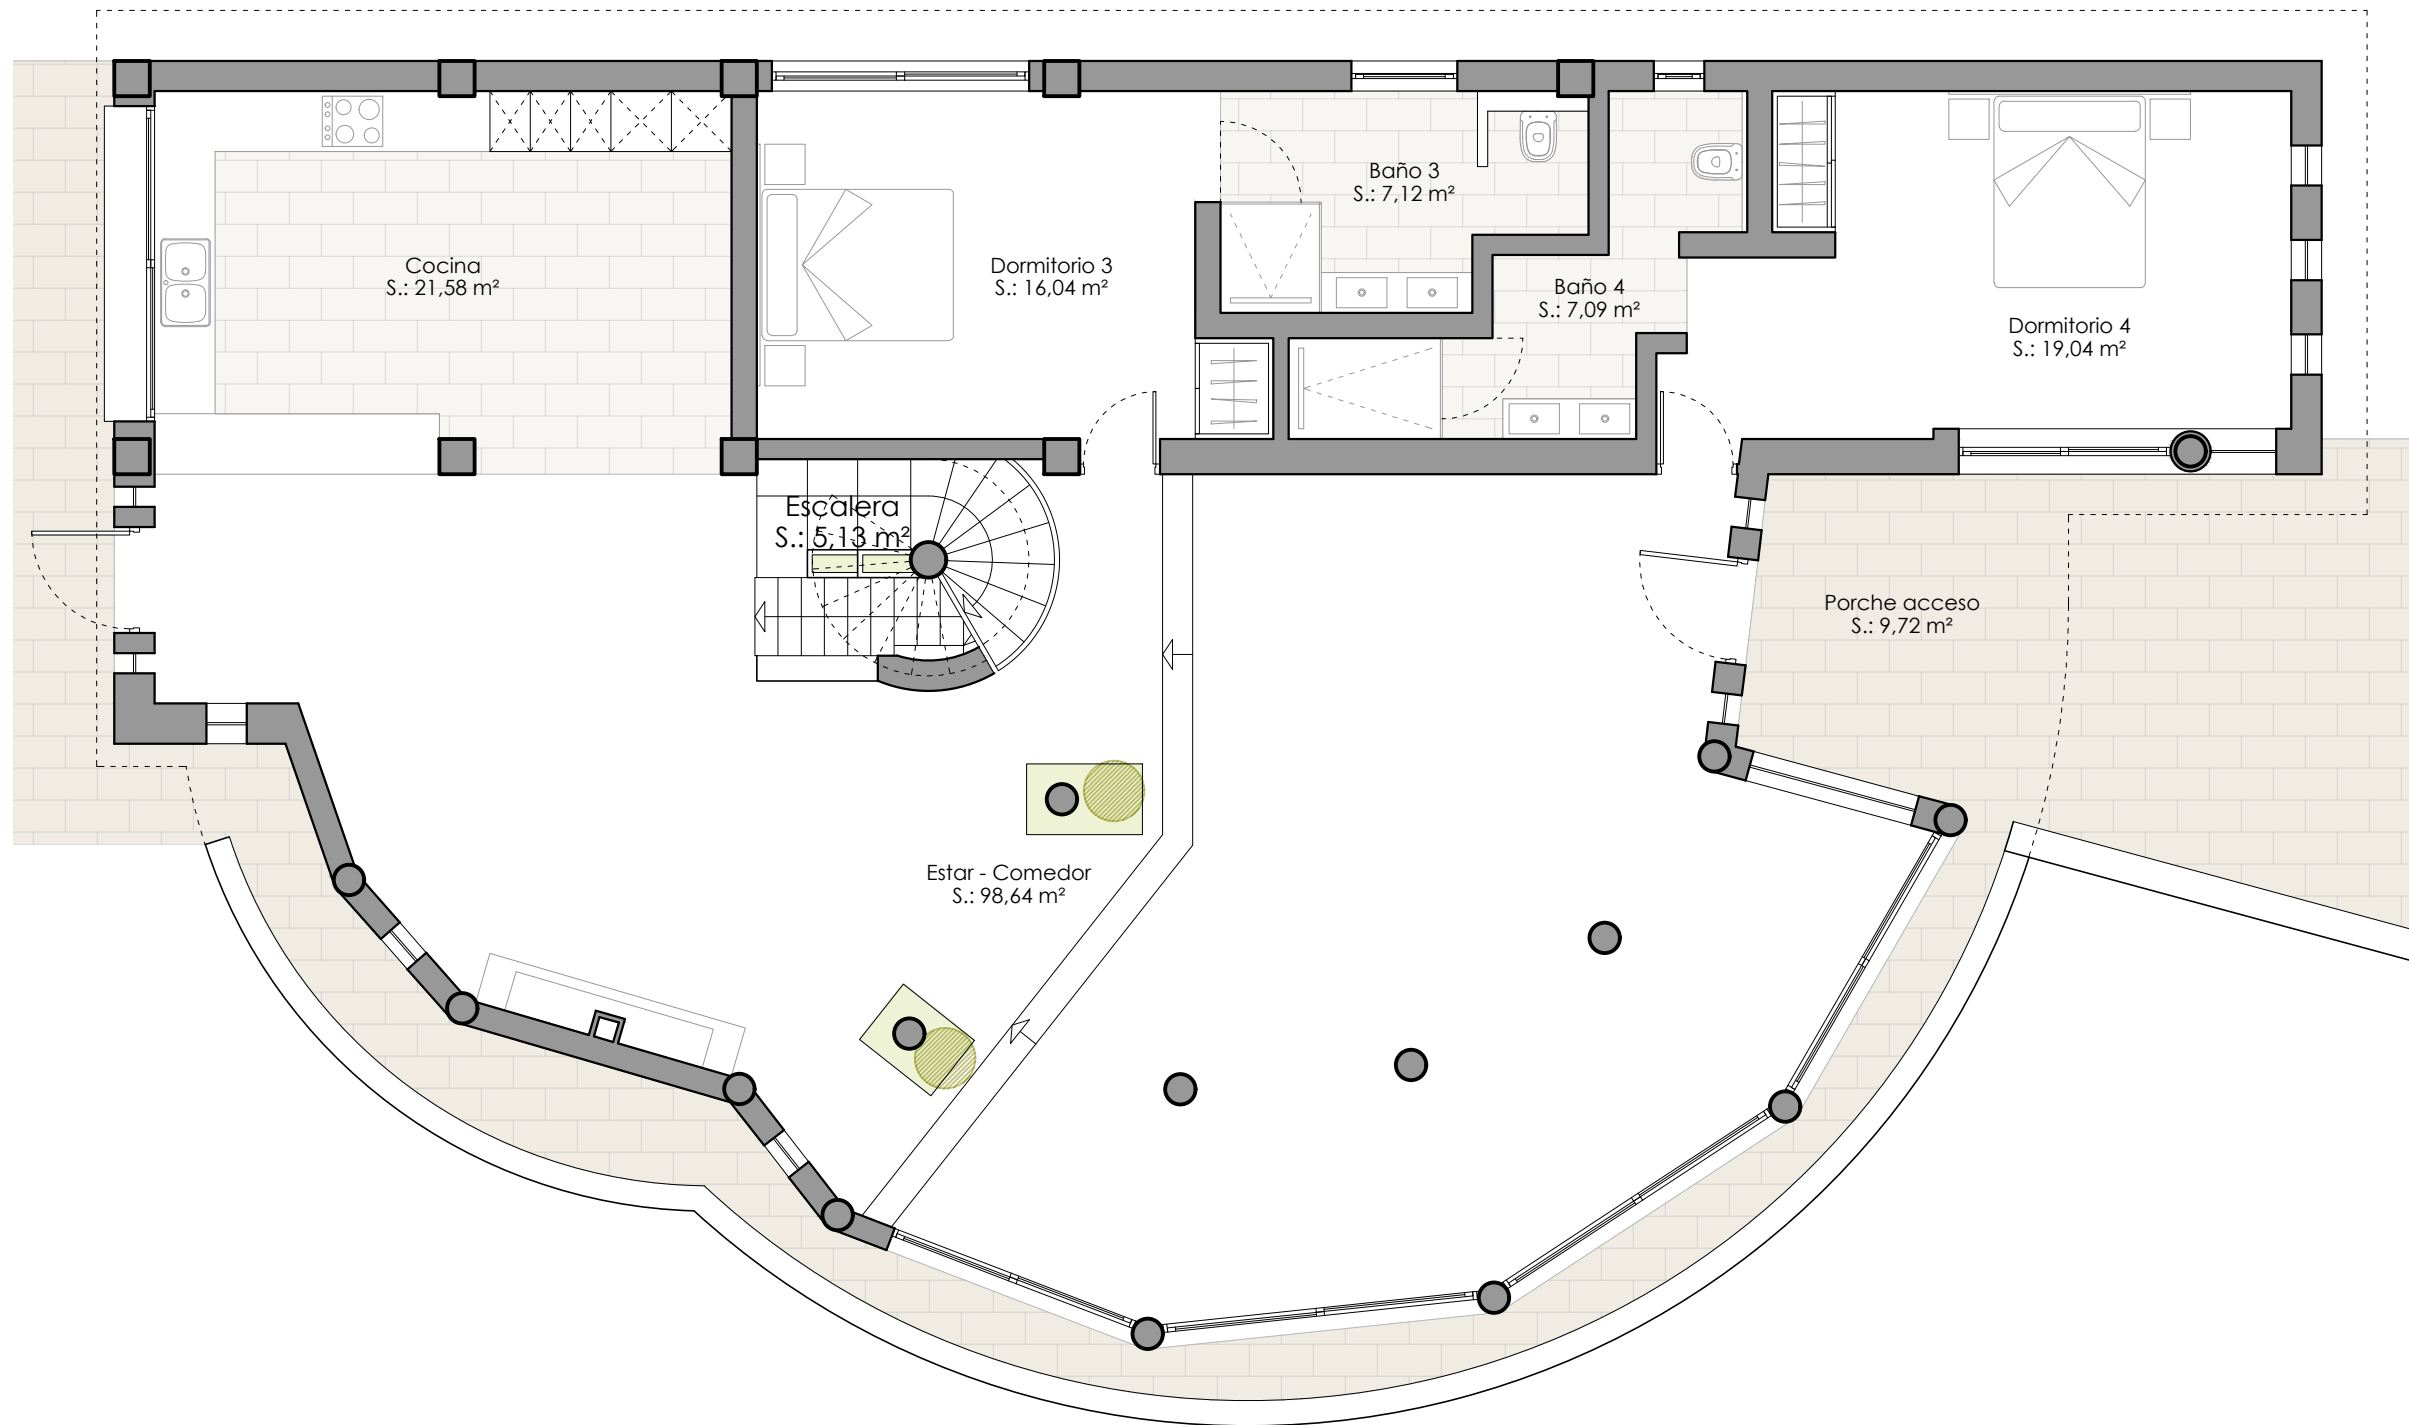 Baño 3
S.: 7,12 m²
Cocina
S.: 21,58 m²
Dormitorio 3
S.: 16,04 m²
Baño 4
S.: 7,09 m²
Dormitorio 4
S.: 19,04 m²
Escalera
S.: 5,13 m²
Porche acceso
S.: 9,72 m²
Estar - Comedor
S.: 98,64 m²